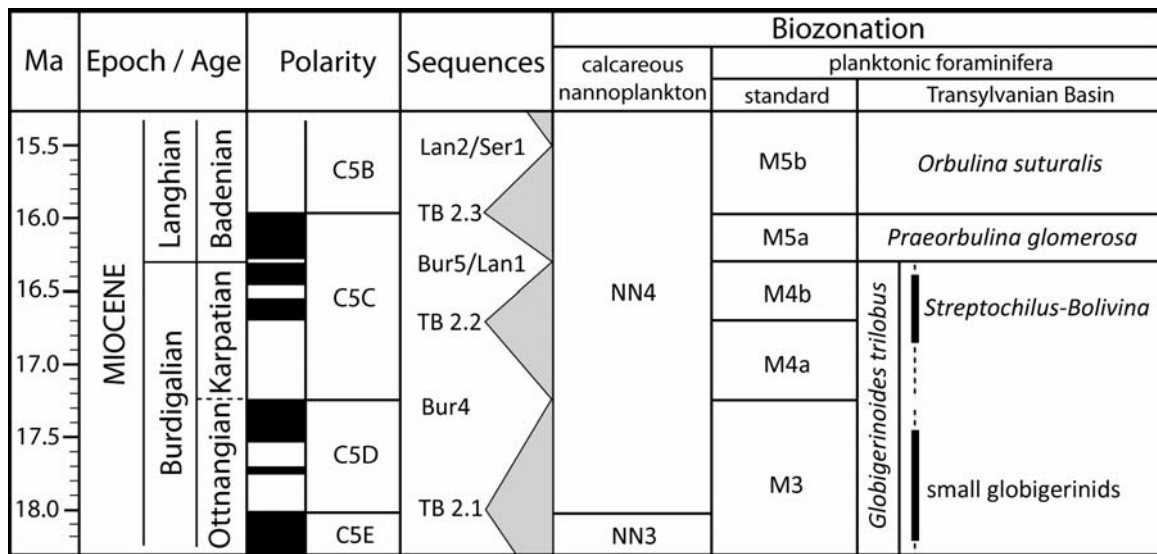 Ma
Epoch / Age
Polarity
Sequences
Biozonation
calcareous
nannoplankton
planktonic foraminifera
standard
Transylvanian Basin
15.5
16.0
16.5
17.0
17.5
18.0
MIOCENE
Langhian
Burdigalian
Badenian
Karpatian
Ottnangian
C5B
C5C
C5D
C5E
Lan2/Ser1
TB 2.3
Bur5/Lan1
TB 2.2
Bur4
TB 2.1
NN4
NN3
M5b
M5a
M4b
M4a
M3
Orbulina suturalis
Praeorbulina glomerosa
Globigerinoides trilobus
Streptochilus-Bolivina
small globigerinids